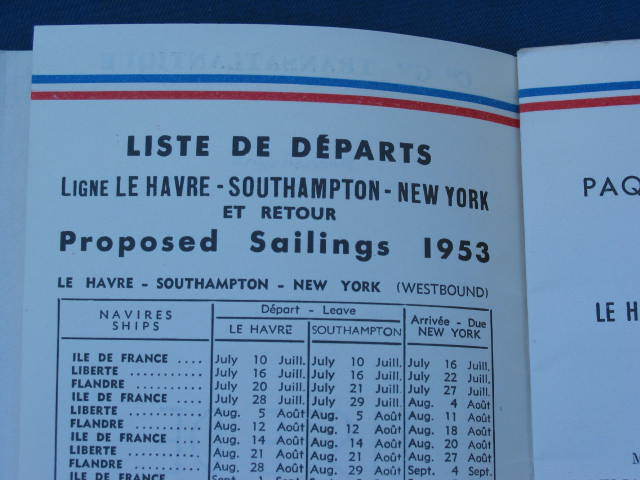 Cie Gle TRANSATLANTIQUE
LISTE DE DÉPARTS
LIGNE LE HAVRE - SOUTHAMPTON - NEW YORK
ET RETOUR
Proposed Sailings 1953
LE HAVRE - SOUTHAMPTON - NEW YORK (WESTBOUND)
NAVIRES SHIPS Départ - Leave Arrivée - Due NEW YORK
LE HAVRE SOUTHAMPTON
ILE DE FRANCE .... July 10 Juill. July 10 Juill. July 16 Juill.
LIBERTE ........... July 16 Juill. July 16 Juill. July 22 Juill.
FLANDRE ........... July 20 Juill. July 21 Juill. July 27 Juill.
ILE DE FRANCE .... July 28 Juill. July 29 Juill. Aug. 4 Août
LIBERTE ........... Aug. 5 Août Aug. 5 Août Aug. 11 Août
FLANDRE ........... Aug. 12 Août Aug. 12 Août Aug. 18 Août
ILE DE FRANCE .... Aug. 14 Août Aug. 14 Août Aug. 20 Août
LIBERTE ........... Aug. 21 Août Aug. 21 Août Aug. 27 Août
FLANDRE ........... Aug. 28 Août Aug. 29 Août Sept. 4 Sept.
ILE DE FRANCE
PAQ
LE H
M